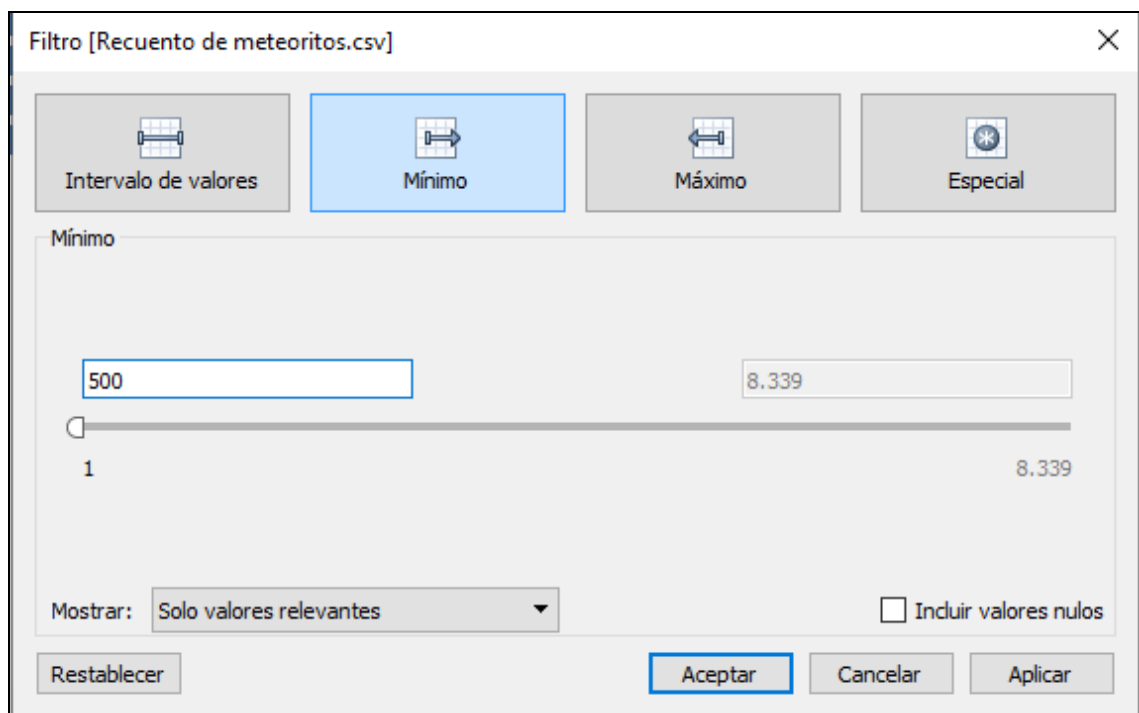 Filtro [Recuento de meteoritos.csv]
Intervalo de valores
Mínimo
Máximo
Especial
Mínimo
500
8.339
1
8.339
Mostrar:
Solo valores relevantes
Incluir valores nulos
Restablecer
Aceptar
Cancelar
Aplicar